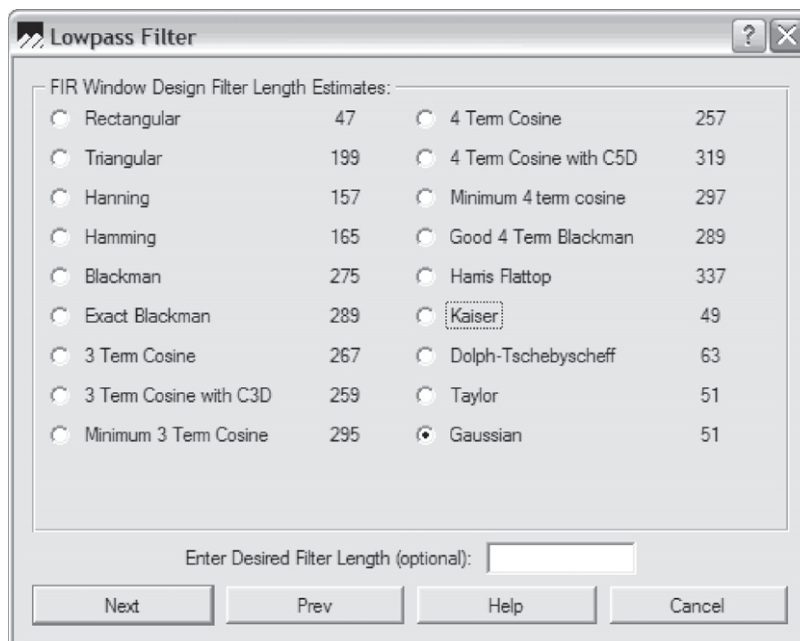 Lowpass Filter
FIR Window Design Filter Length Estimates:
Rectangular 47 4 Term Cosine 257
Triangular 199 4 Term Cosine with C5D 319
Hanning 157 Minimum 4 term cosine 297
Hamming 165 Good 4 Term Blackman 289
Blackman 275 Harris Flattop 337
Exact Blackman 289 Kaiser 49
3 Term Cosine 267 Dolph-Tschebyscheff 63
3 Term Cosine with C3D 259 Taylor 51
Minimum 3 Term Cosine 295 Gaussian 51
Enter Desired Filter Length (optional):
Next Prev Help Cancel